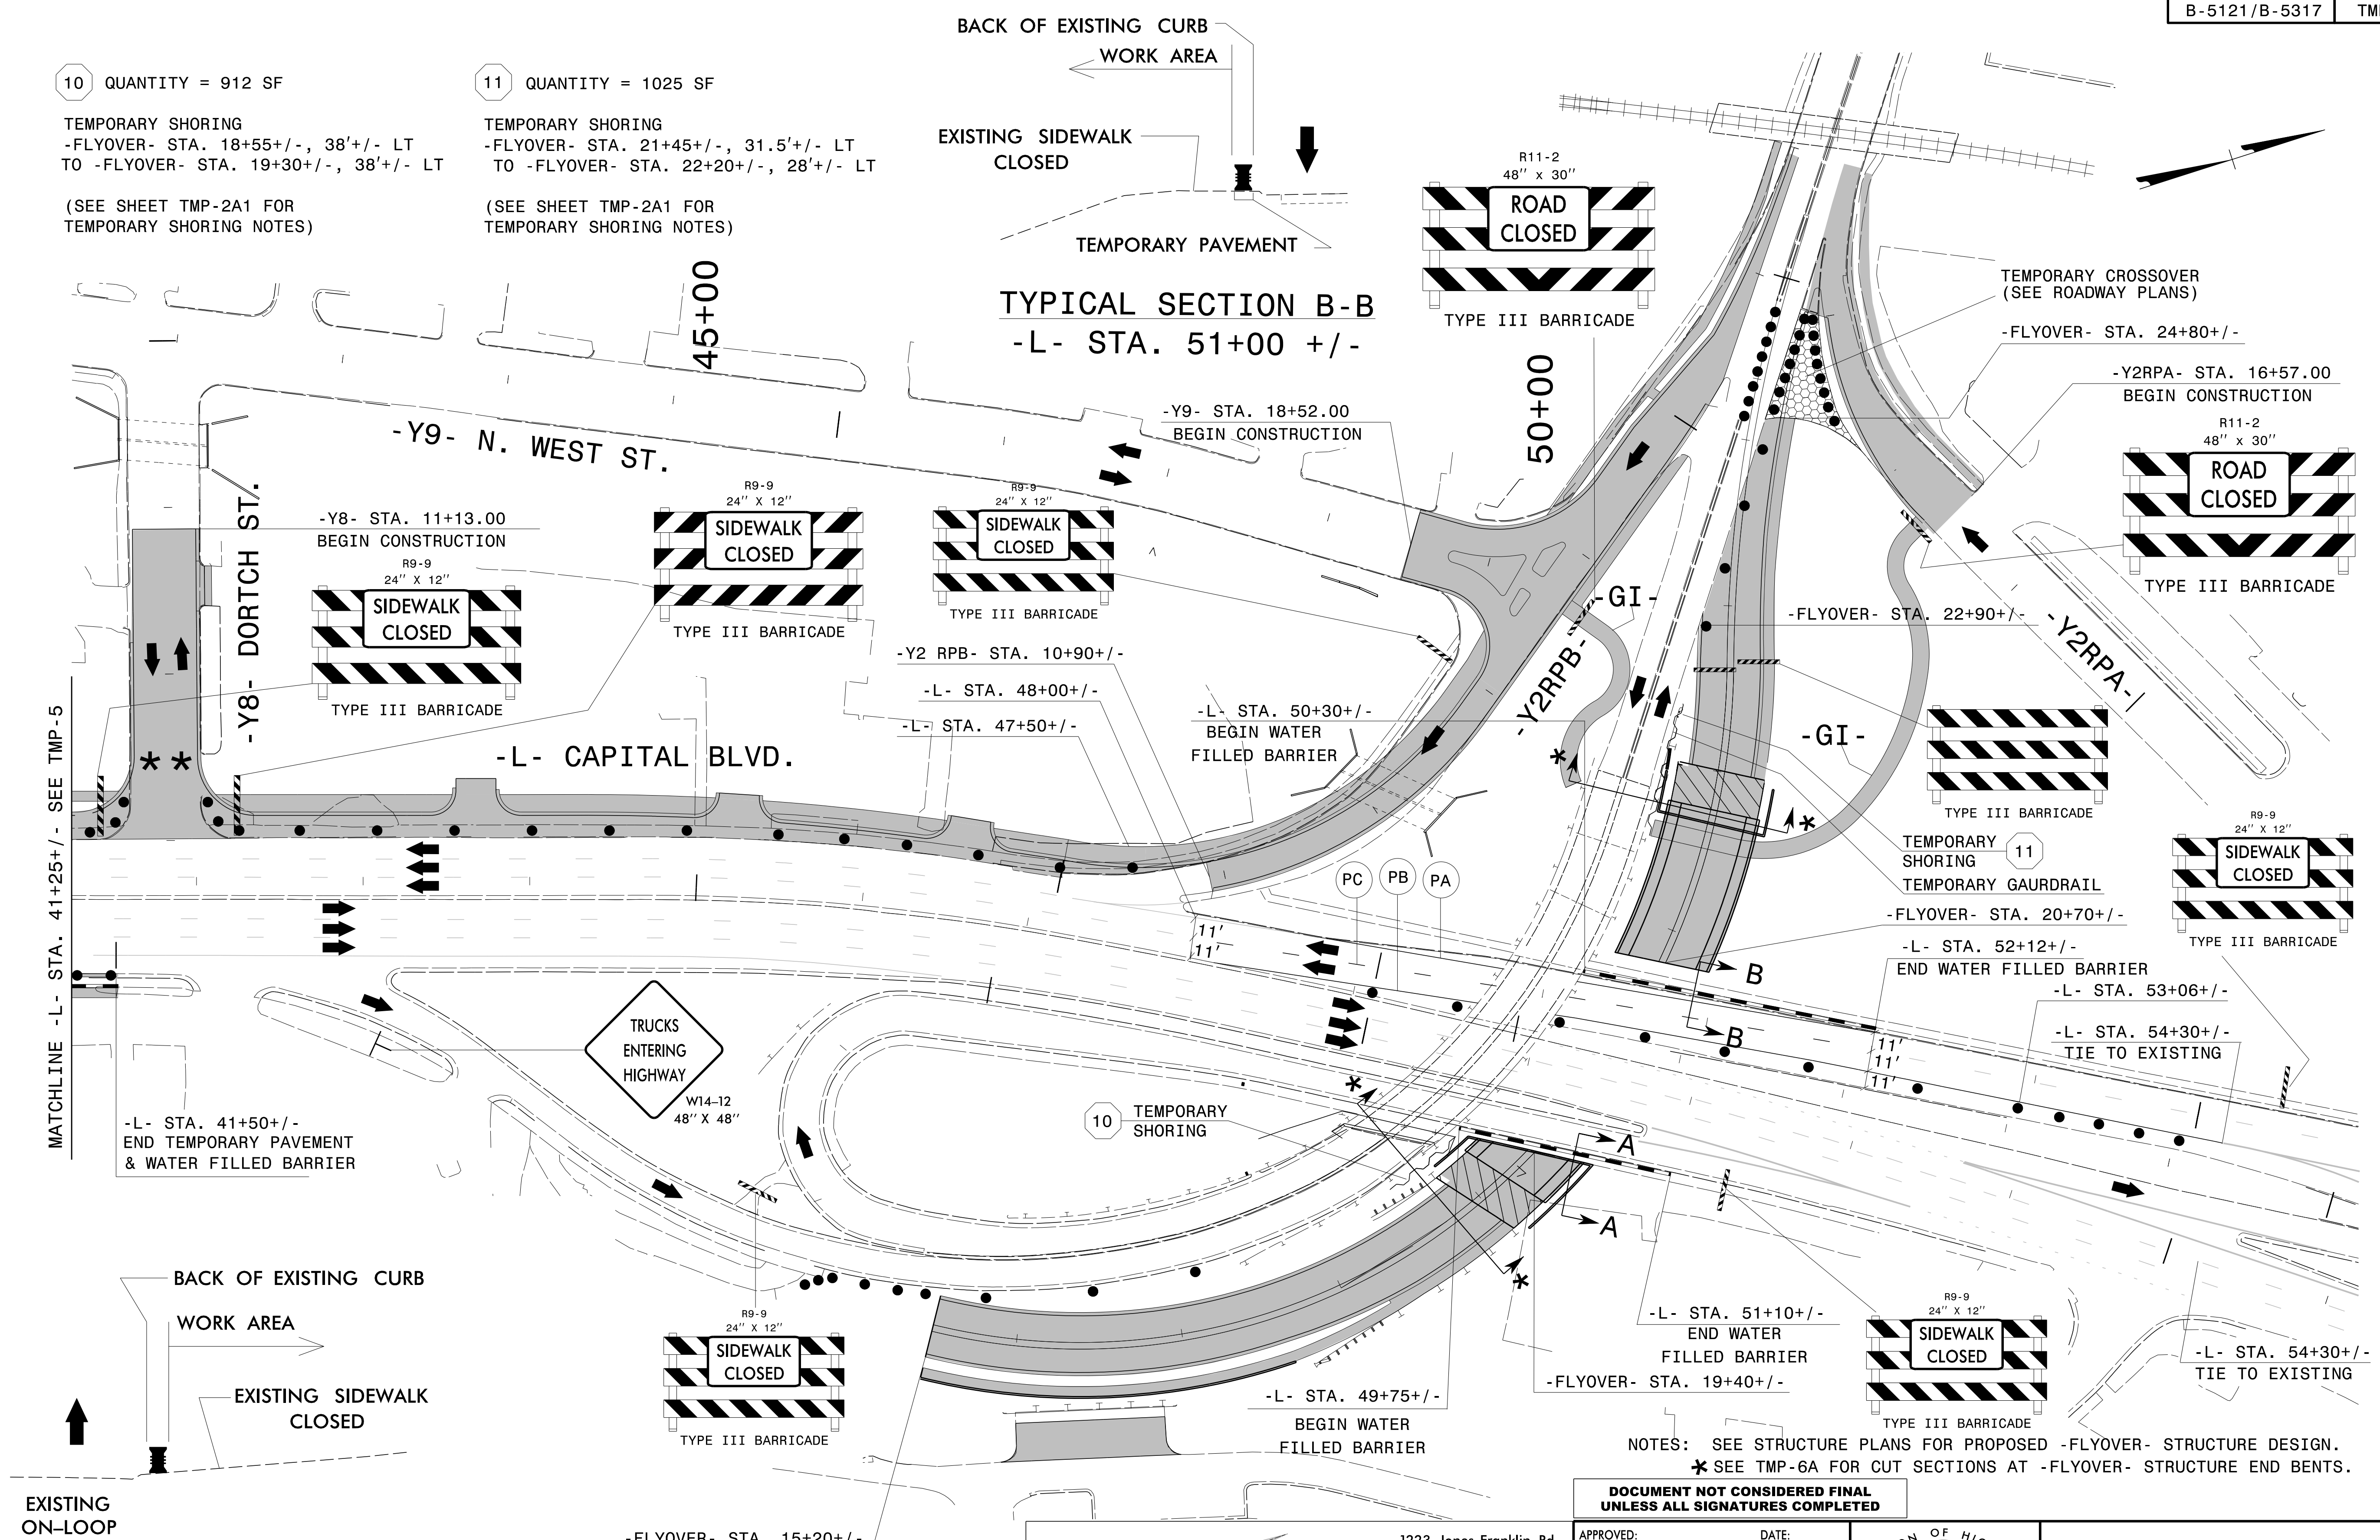 B-5121/B-5317
10 QUANTITY = 912 SF
TEMPORARY SHORING
-FLYOVER- STA. 18+55+/-, 38'+/- LT
TO -FLYOVER- STA. 19+30+/-, 38'+/- LT
(SEE SHEET TMP-2A1 FOR
TEMPORARY SHORING NOTES)
11 QUANTITY = 1025 SF
TEMPORARY SHORING
-FLYOVER- STA. 21+45+/-, 31.5'+/- LT
TO -FLYOVER- STA. 22+20+/-, 28'+/- LT
(SEE SHEET TMP-2A1 FOR
TEMPORARY SHORING NOTES)
BACK OF EXISTING CURB
WORK AREA
EXISTING SIDEWALK
CLOSED
TEMPORARY PAVEMENT
TYPICAL SECTION B-B
-L- STA. 51+00 +/-
R11-2
48" x 30"
ROAD
CLOSED
TYPE III BARRICADE
TEMPORARY CROSSOVER
(SEE ROADWAY PLANS)
-FLYOVER- STA. 24+80+/-
-Y2RPA- STA. 16+57.00
BEGIN CONSTRUCTION
R11-2
48" x 30"
ROAD
CLOSED
TYPE III BARRICADE
45+00
50+00
-Y9- STA. 18+52.00
BEGIN CONSTRUCTION
-Y9- N. WEST ST.
-Y8- DORTCH ST.
-Y8- STA. 11+13.00
BEGIN CONSTRUCTION
R9-9
24" X 12"
SIDEWALK
CLOSED
TYPE III BARRICADE
R9-9
24" X 12"
SIDEWALK
CLOSED
TYPE III BARRICADE
R9-9
24" X 12"
SIDEWALK
CLOSED
TYPE III BARRICADE
-Y2 RPB- STA. 10+90+/-
-L- STA. 48+00+/-
-L- STA. 47+50+/-
-L- STA. 50+30+/-
BEGIN WATER
FILLED BARRIER
-GI-
-Y2RPB-
-FLYOVER- STA. 22+90+/-
-Y2RPA-
-GI-
TYPE III BARRICADE
MATCHLINE -L- STA. 41+25+/- SEE TMP-5
* *
-L- CAPITAL BLVD.
*
*
TEMPORARY
SHORING 11
TEMPORARY GAURDRAIL
R9-9
24" X 12"
SIDEWALK
CLOSED
TYPE III BARRICADE
PC PB PA
11'
11'
-FLYOVER- STA. 20+70+/-
-L- STA. 52+12+/-
END WATER FILLED BARRIER
-L- STA. 53+06+/-
-L- STA. 54+30+/-
TIE TO EXISTING
B
B
11'
11'
11'
TRUCKS
ENTERING
HIGHWAY
W14-12
48" X 48"
-L- STA. 41+50+/-
END TEMPORARY PAVEMENT
& WATER FILLED BARRIER
10 TEMPORARY
SHORING
*
A
A
*
BACK OF EXISTING CURB
WORK AREA
EXISTING SIDEWALK
CLOSED
EXISTING
ON-LOOP
R9-9
24" X 12"
SIDEWALK
CLOSED
TYPE III BARRICADE
-L- STA. 49+75+/-
BEGIN WATER
FILLED BARRIER
-L- STA. 51+10+/-
END WATER
FILLED BARRIER
-FLYOVER- STA. 19+40+/-
R9-9
24" X 12"
SIDEWALK
CLOSED
TYPE III BARRICADE
-L- STA. 54+30+/-
TIE TO EXISTING
NOTES: SEE STRUCTURE PLANS FOR PROPOSED -FLYOVER- STRUCTURE DESIGN.
* SEE TMP-6A FOR CUT SECTIONS AT -FLYOVER- STRUCTURE END BENTS.
DOCUMENT NOT CONSIDERED FINAL
UNLESS ALL SIGNATURES COMPLETED
-FLYOVER- STA. 15+20+/-
1223 Jones Franklin Rd.
APPROVED: DATE:
OF